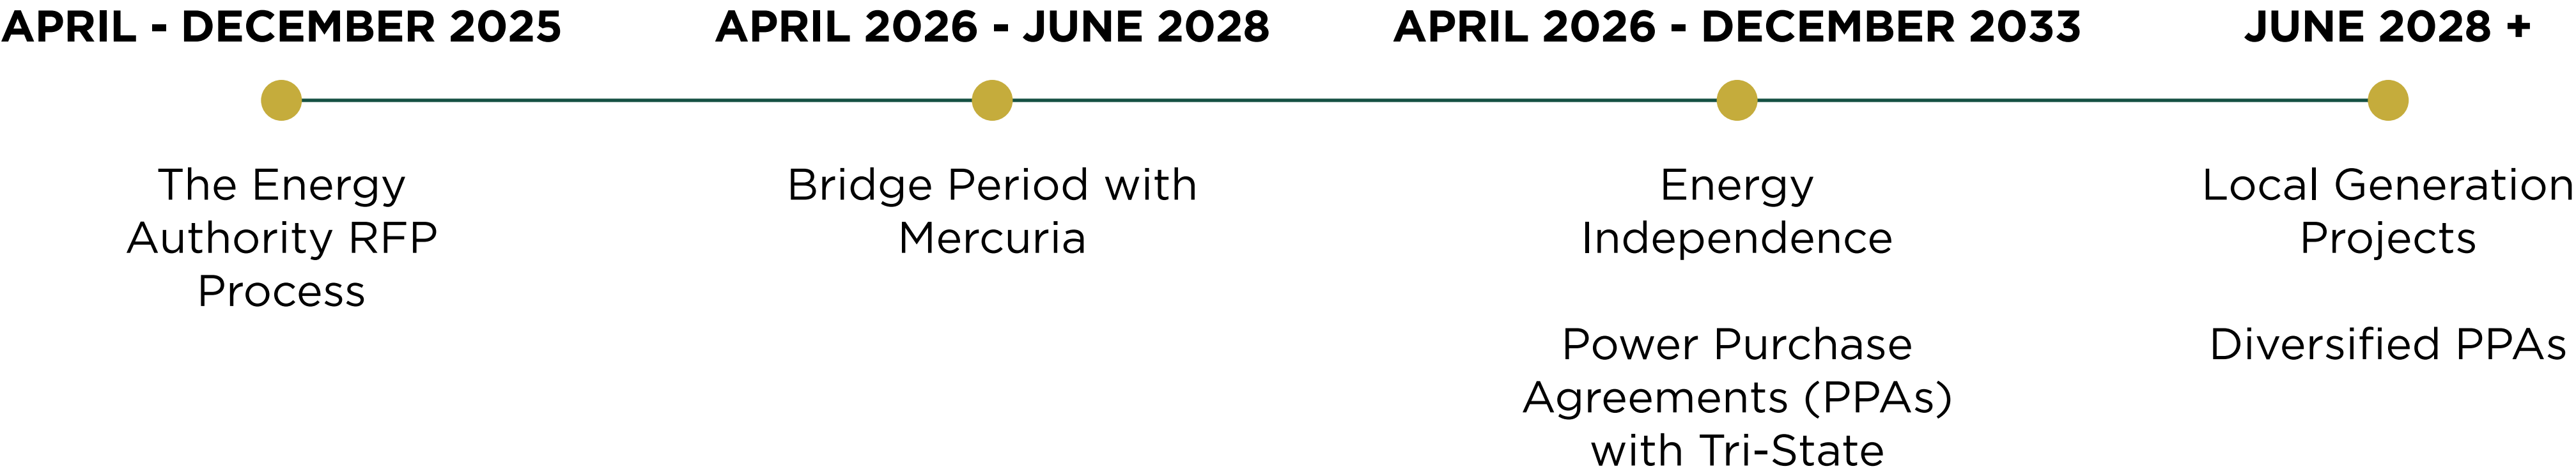 APRIL - DECEMBER 2025
The Energy
Authority RFP
Process
APRIL 2026 - JUNE 2028
Bridge Period with
Mercuria
APRIL 2026 - DECEMBER 2033
Energy
Independence
Power Purchase
Agreements (PPAs)
with Tri-State
JUNE 2028 +
Local Generation
Projects
Diversified PPAs